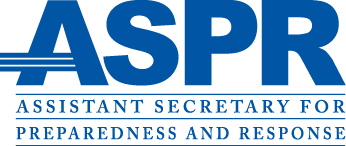 ASPR
ASSISTANT SECRETARY FOR
PREPAREDNESS AND RESPONSE